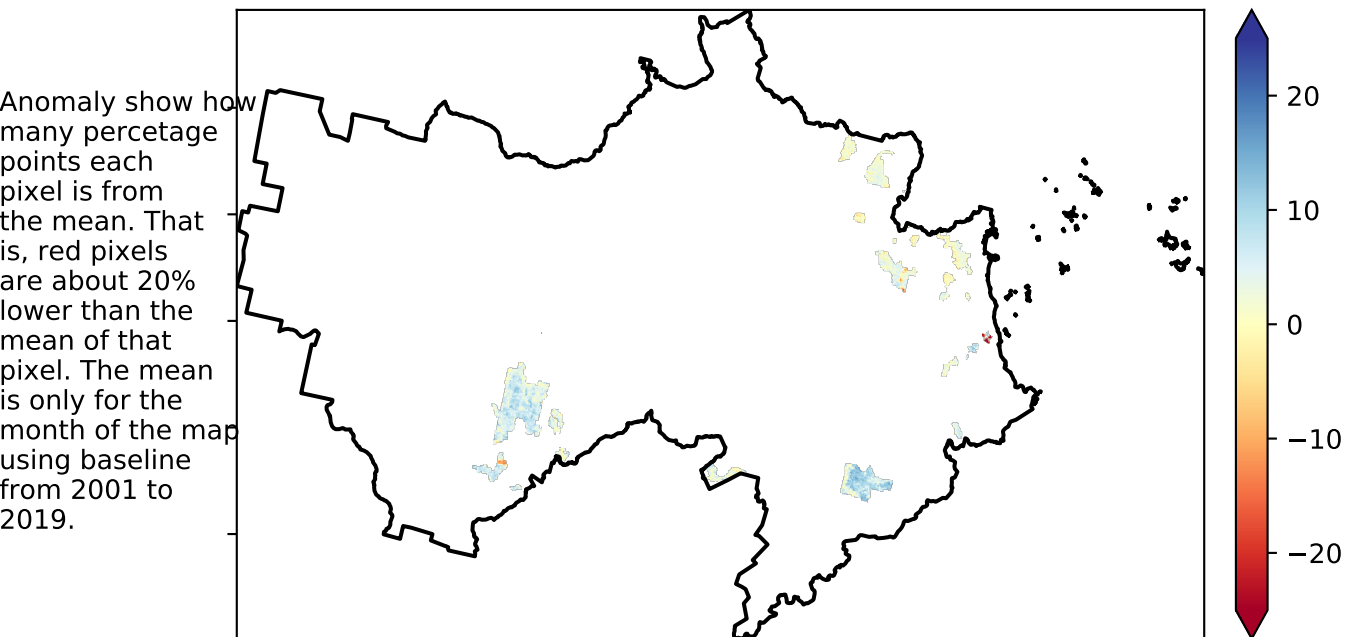 Anomaly show how
many percetage
points each
pixel is from
the mean. That
is, red pixels
are about 20%
lower than the
mean of that
pixel. The mean
is only for the
month of the map
using baseline
from 2001 to
2019.
20
10
0
−10
−20